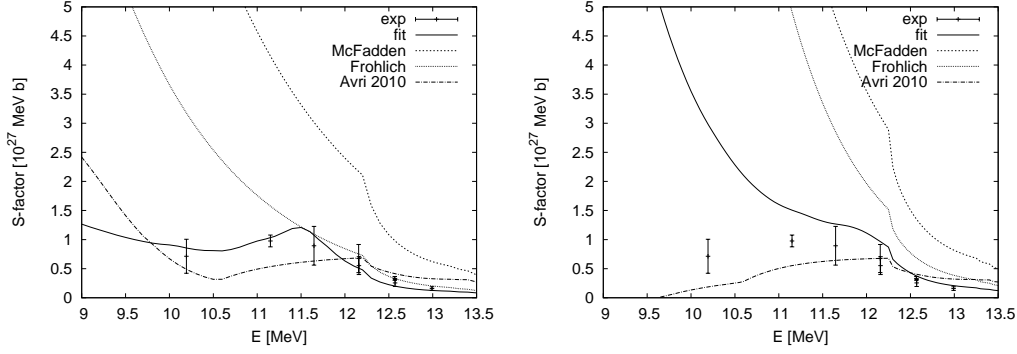 S-factor [10^27 MeV b]
5
4.5
4
3.5
3
2.5
2
1.5
1
0.5
0
9 9.5 10 10.5 11 11.5 12 12.5 13 13.5
E [MeV]
exp
fit
McFadden
Frohlich
Avri 2010
S-factor [10^27 MeV b]
5
4.5
4
3.5
3
2.5
2
1.5
1
0.5
0
9 9.5 10 10.5 11 11.5 12 12.5 13 13.5
E [MeV]
exp
fit
McFadden
Frohlich
Avri 2010